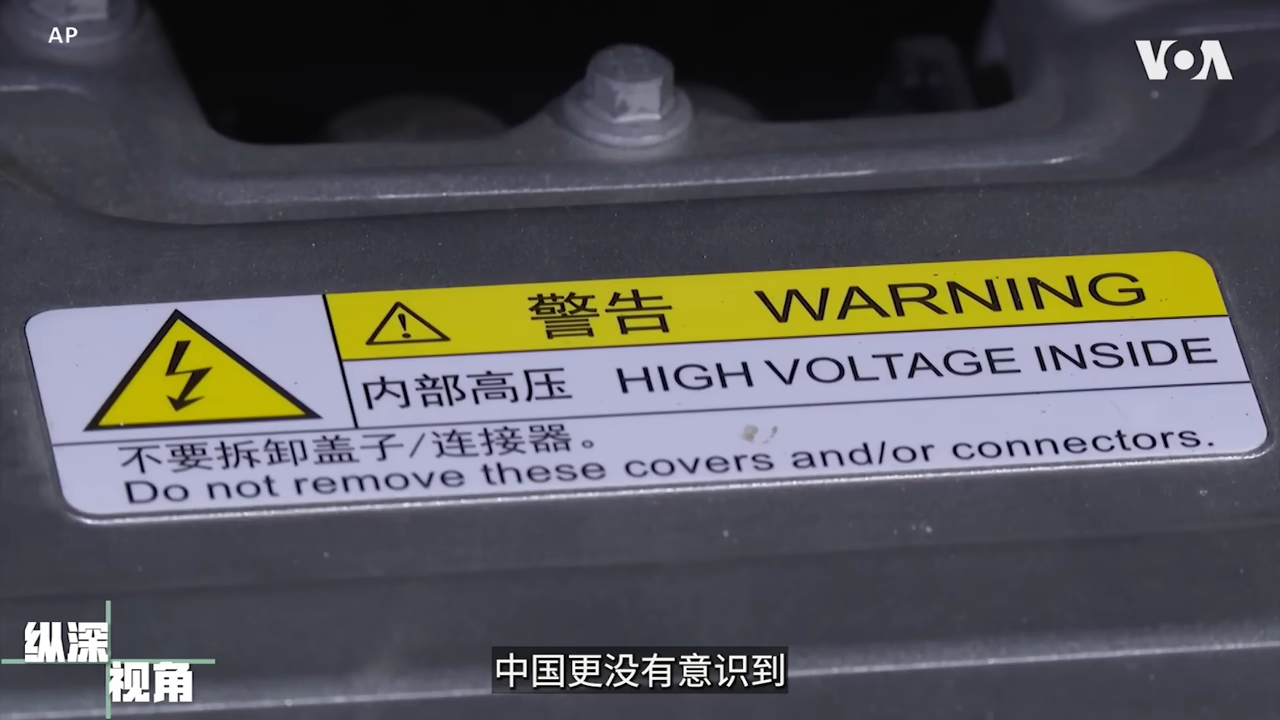 AP
VOA
警告 WARNING
内部高压 HIGH VOLTAGE INSIDE
不要拆卸盖子/连接器。
Do not remove these covers and/or connectors.
纵深
视角
中国更没有意识到